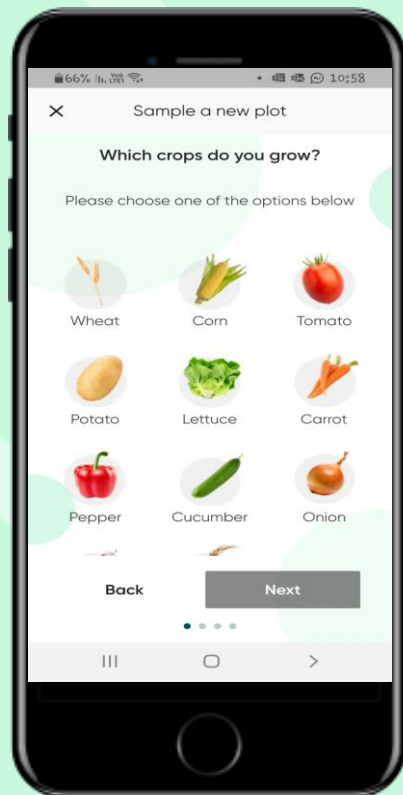 66% 10:58
Sample a new plot
Which crops do you grow?
Please choose one of the options below
Wheat Corn Tomato
Potato Lettuce Carrot
Pepper Cucumber Onion
Back Next